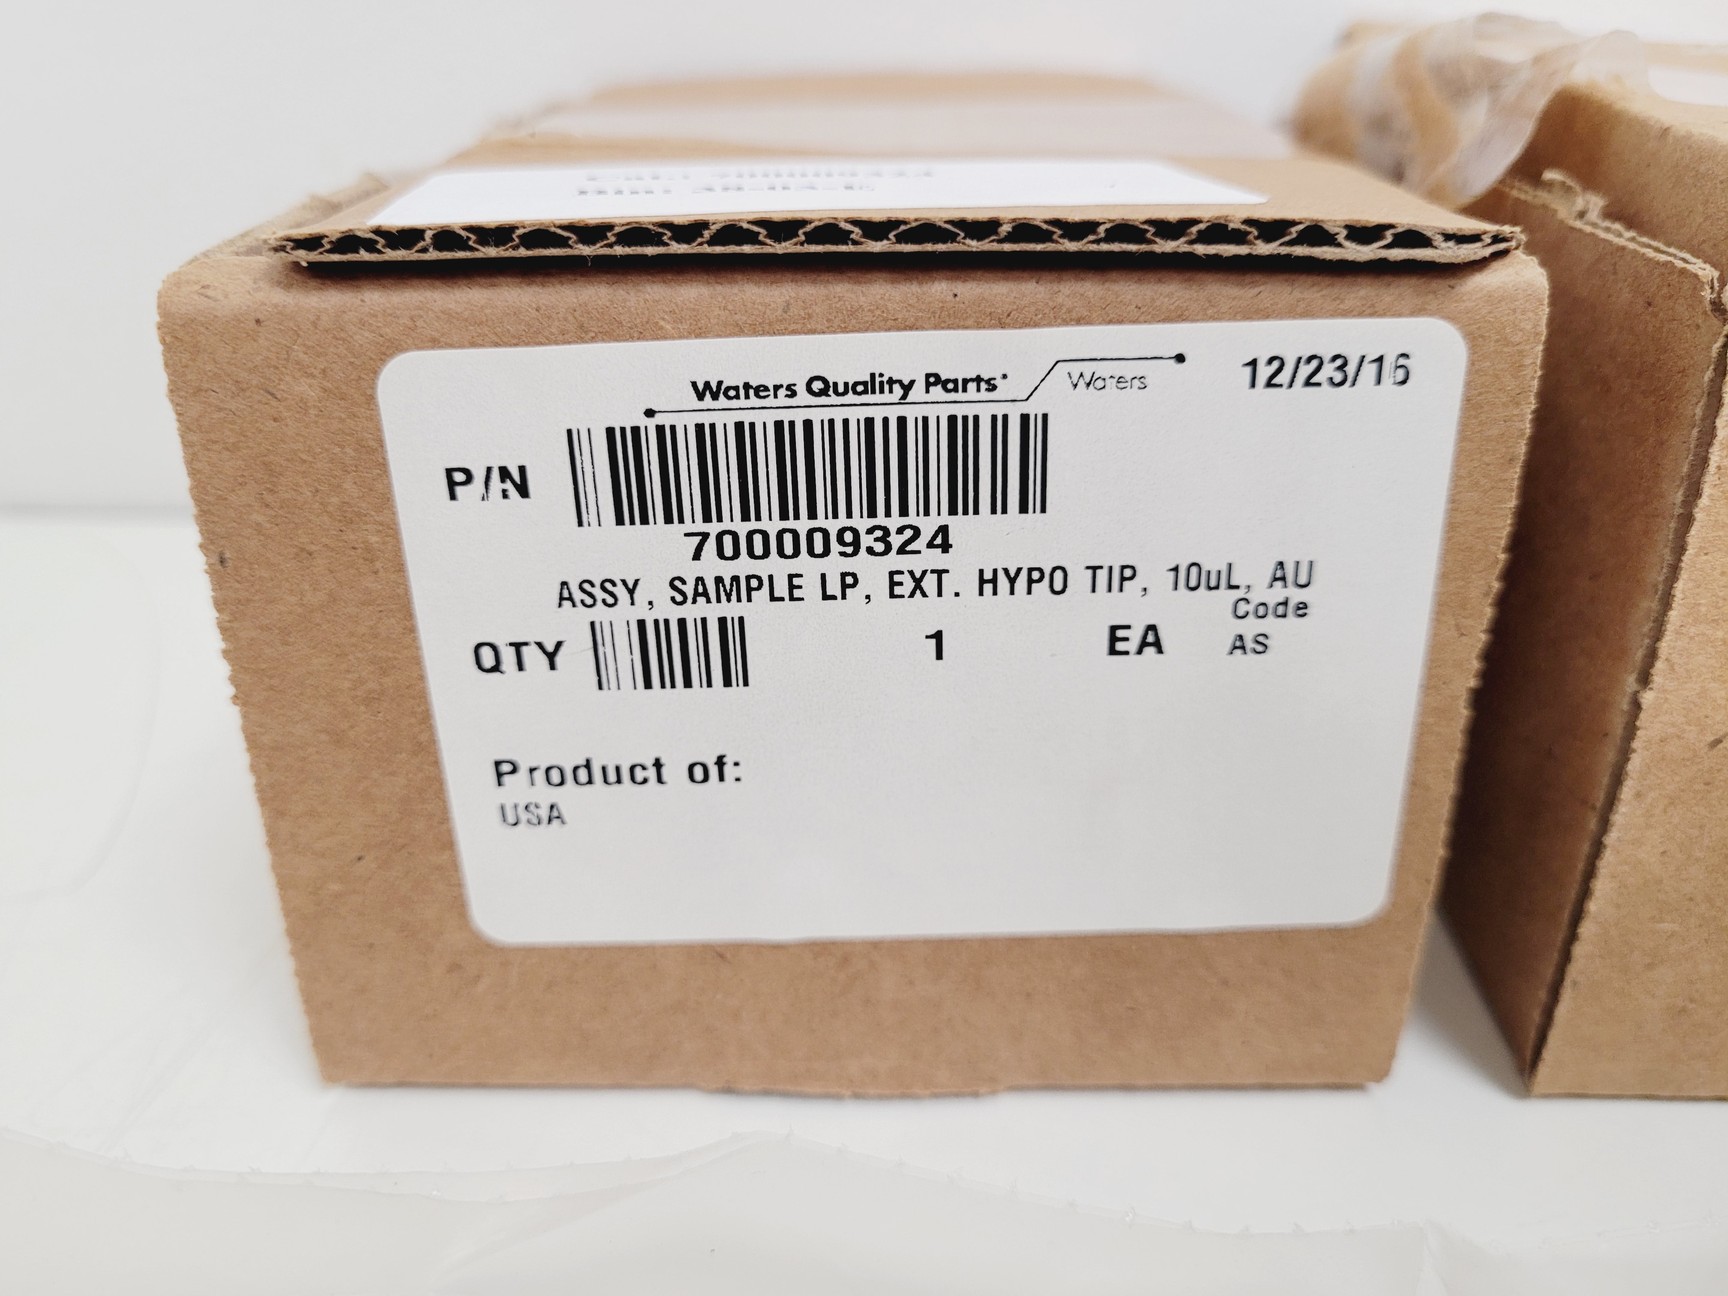 Waters Quality Parts
Waters
12/23/16
P/N
700009324
ASSY, SAMPLE LP, EXT. HYPO TIP, 10uL, AU
Code
QTY 1 EA AS
Product of:
USA